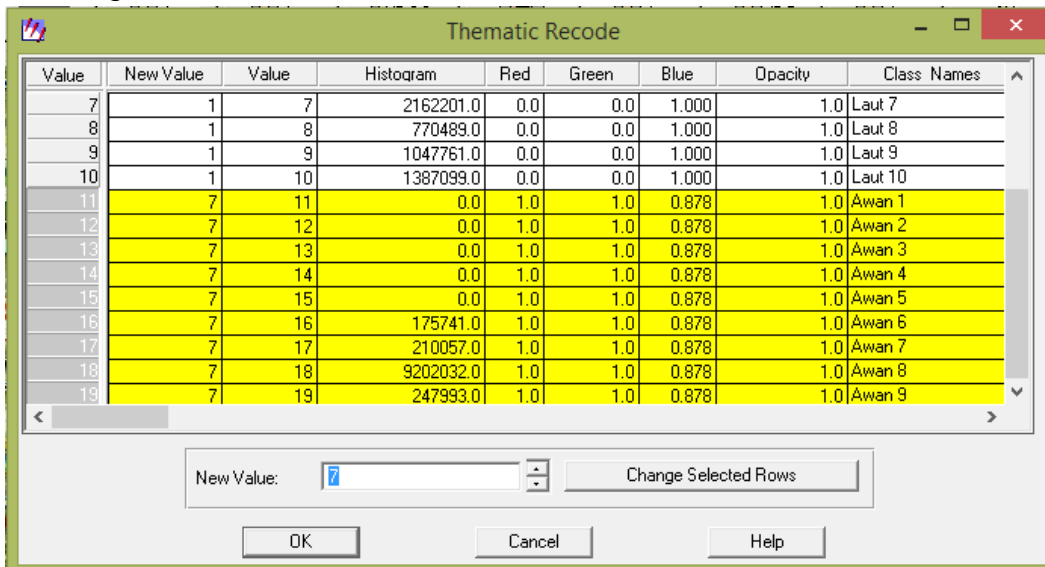 Thematic Recode
Value New Value Value Histogram Red Green Blue Opacity Class Names
7 1 7 2162201.0 0.0 0.0 1.000 1.0 Laut 7
8 1 8 770489.0 0.0 0.0 1.000 1.0 Laut 8
9 1 9 1047761.0 0.0 0.0 1.000 1.0 Laut 9
10 1 10 1387099.0 0.0 0.0 1.000 1.0 Laut 10
11 7 11 0.0 1.0 1.0 0.878 1.0 Awan 1
12 7 12 0.0 1.0 1.0 0.878 1.0 Awan 2
13 7 13 0.0 1.0 1.0 0.878 1.0 Awan 3
14 7 14 0.0 1.0 1.0 0.878 1.0 Awan 4
15 7 15 0.0 1.0 1.0 0.878 1.0 Awan 5
16 7 16 175741.0 1.0 1.0 0.878 1.0 Awan 6
17 7 17 210057.0 1.0 1.0 0.878 1.0 Awan 7
18 7 18 9202032.0 1.0 1.0 0.878 1.0 Awan 8
19 7 19 247993.0 1.0 1.0 0.878 1.0 Awan 9
New Value: 7 Change Selected Rows
OK Cancel Help